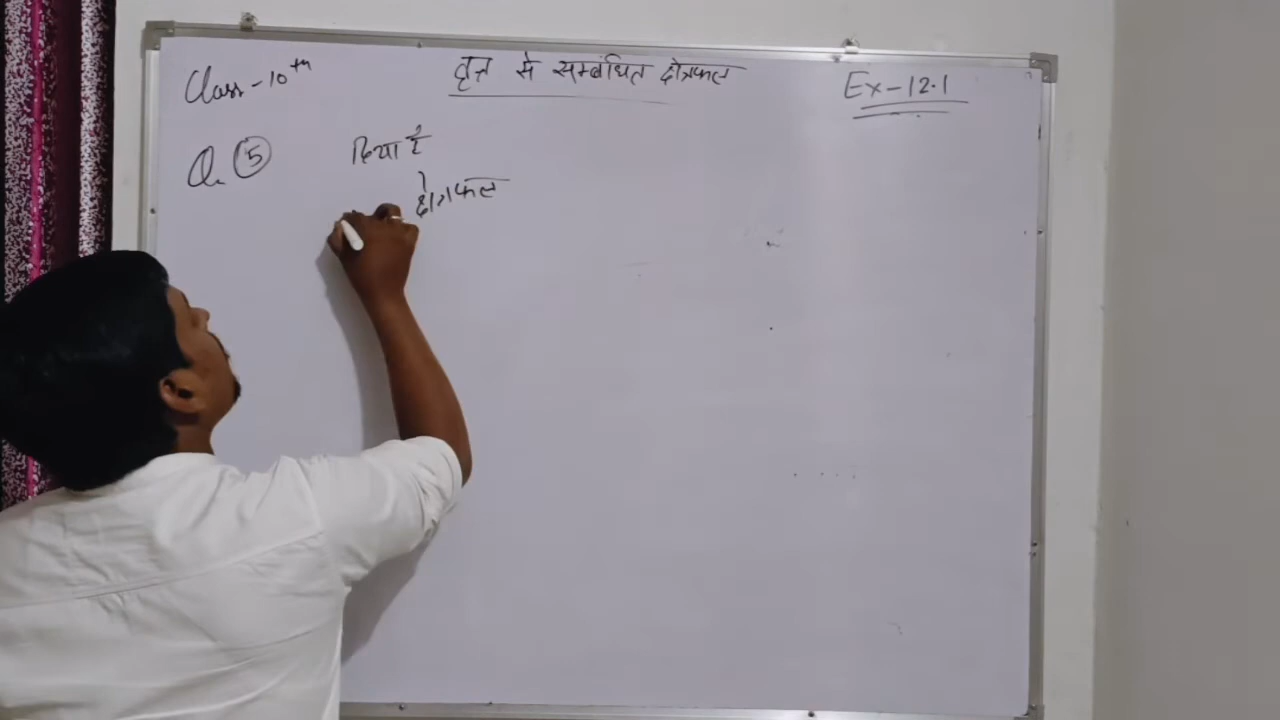 Class-10th
वृत्त से सम्बंधित क्षेत्रफल
Ex-12.1
Q. 5
दिया है
क्षेत्रफल